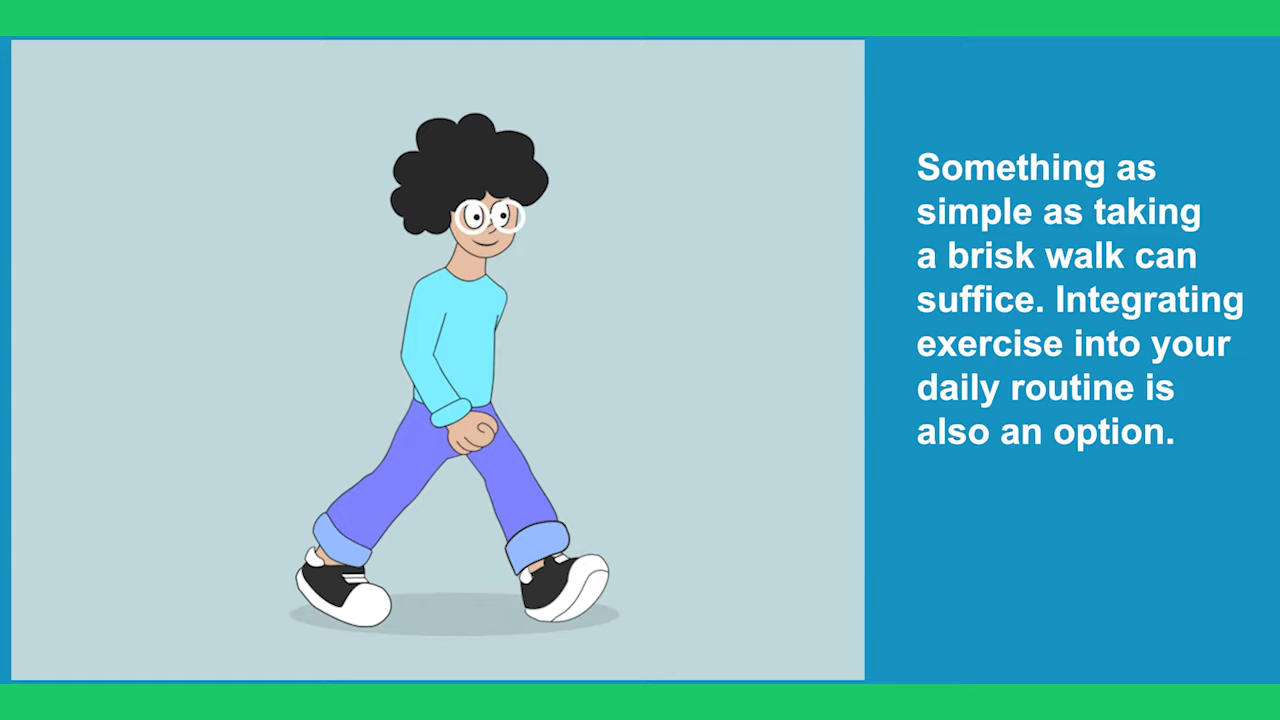 Something as
simple as taking
a brisk walk can
suffice. Integrating
exercise into your
daily routine is
also an option.